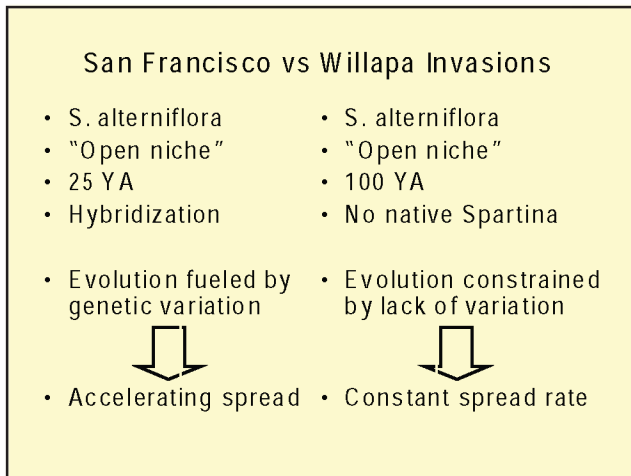 San Francisco vs Willapa Invasions
• S. alterniflora
• "Open niche"
• 25 YA
• Hybridization
• Evolution fueled by
genetic variation
• Accelerating spread
• S. alterniflora
• "Open niche"
• 100 YA
• No native Spartina
• Evolution constrained
by lack of variation
• Constant spread rate